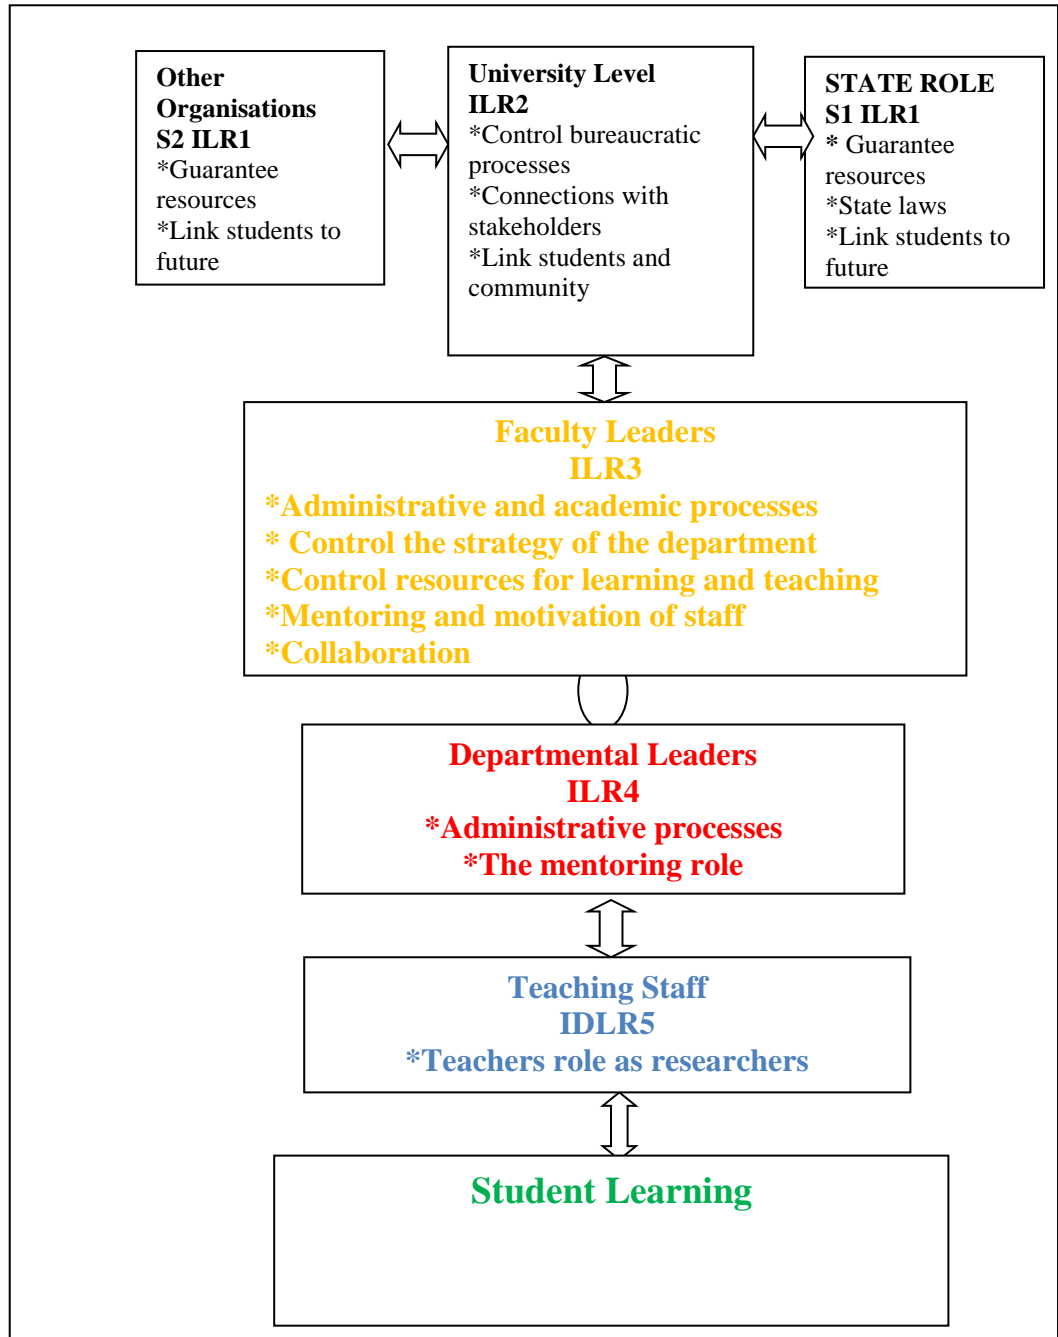 Other
Organisations
S2 ILR1
*Guarantee
resources
*Link students to
future
University Level
ILR2
*Control bureaucratic
processes
*Connections with
stakeholders
*Link students and
community
STATE ROLE
S1 ILR1
* Guarantee
resources
*State laws
*Link students to
future
Faculty Leaders
ILR3
*Administrative and academic processes
* Control the strategy of the department
*Control resources for learning and teaching
*Mentoring and motivation of staff
*Collaboration
Departmental Leaders
ILR4
*Administrative processes
*The mentoring role
Teaching Staff
IDLR5
*Teachers role as researchers
Student Learning